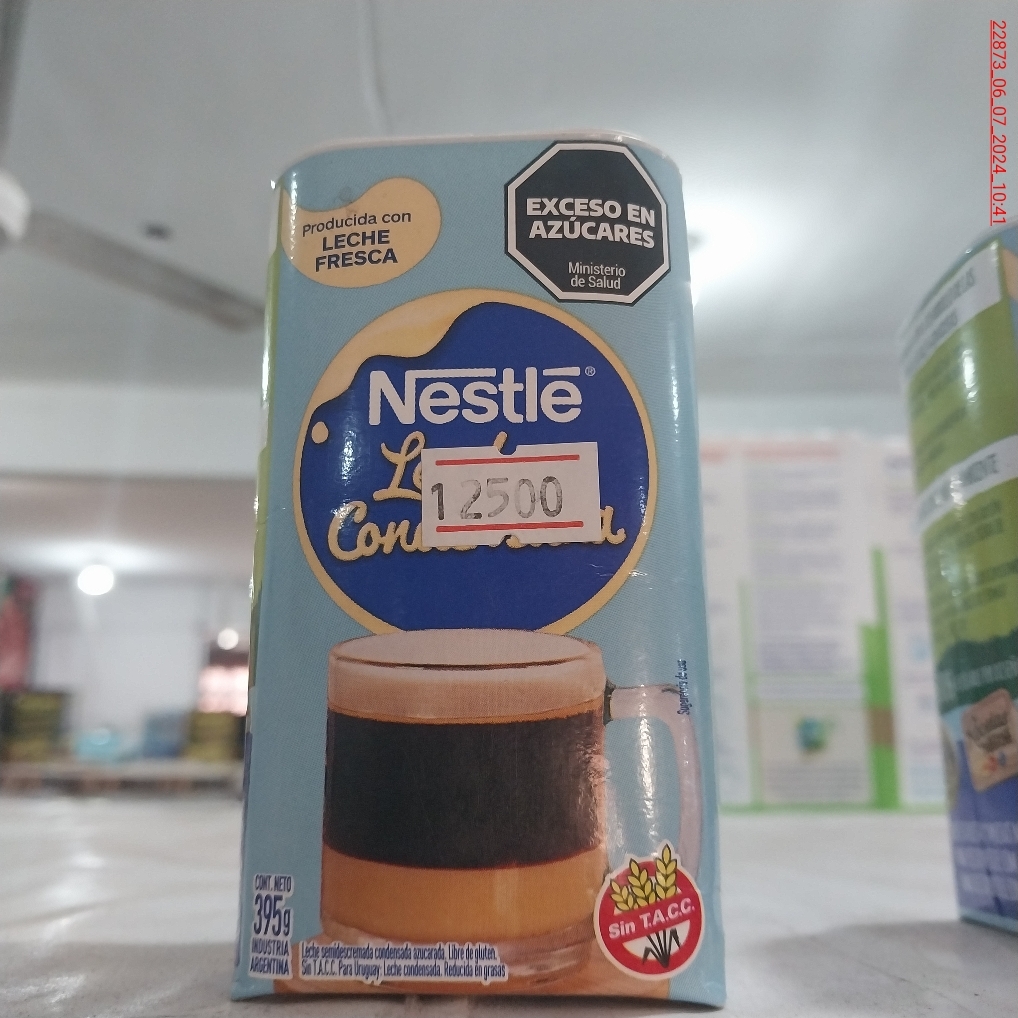 22873_06_07_2024_10:41
Producida con
LECHE
FRESCA
EXCESO EN
AZÚCARES
Ministerio
de Salud
Nestlé®
12500
CONT. NETO
395g
INDUSTRIA
ARGENTINA
Leche semidescremada condensada azucarada. Libre de gluten.
Sin T.A.C.C. Para Uruguay: Leche condensada. Reducida en grasas
Sin T.A.C.C.